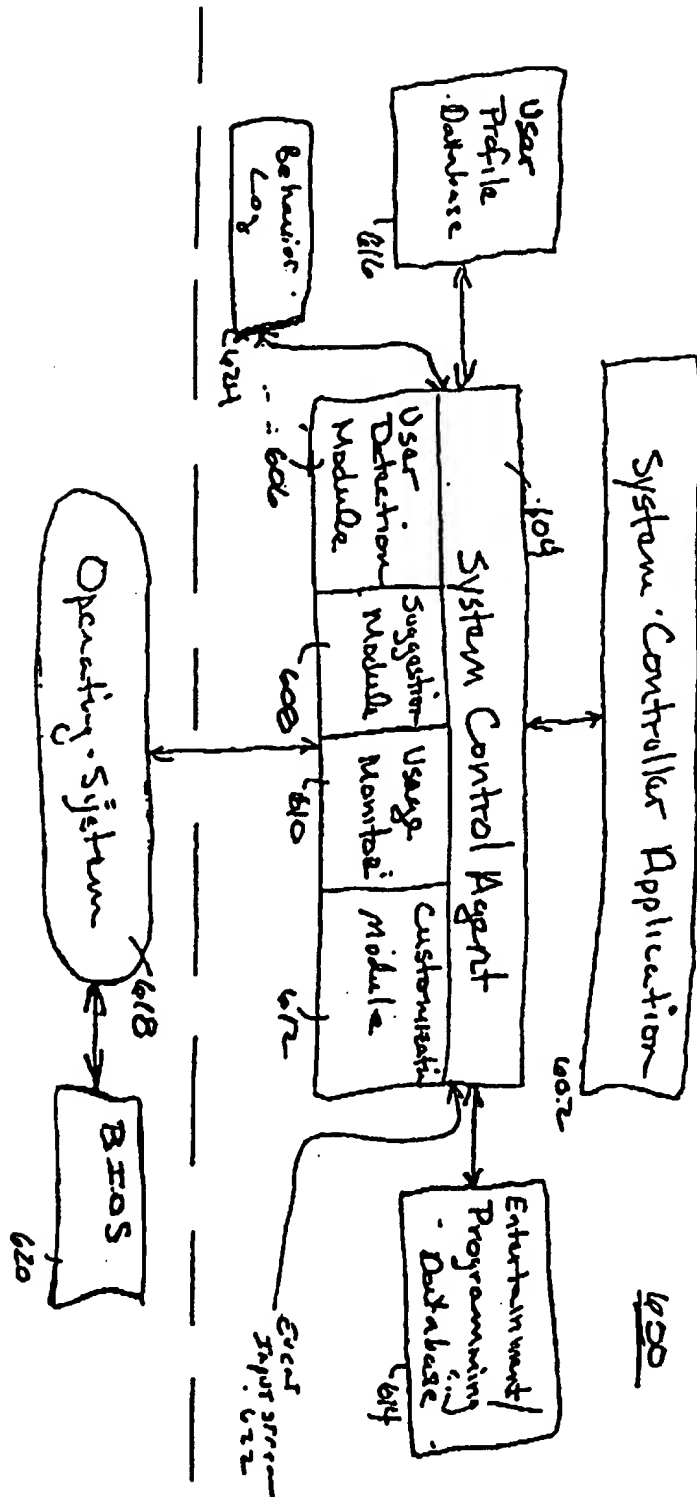 600
System Controller Application
602
User
Profile
Database
616
604
System Control Agent
Entertainment/
Programming
Database
614
User
Detection
Module
606
Suggestion
Module
608
Usage
Monitor
610
Customizati
Module
612
Behavior
Log
624
Event
Input
622
Operating System
618
BIOS
620